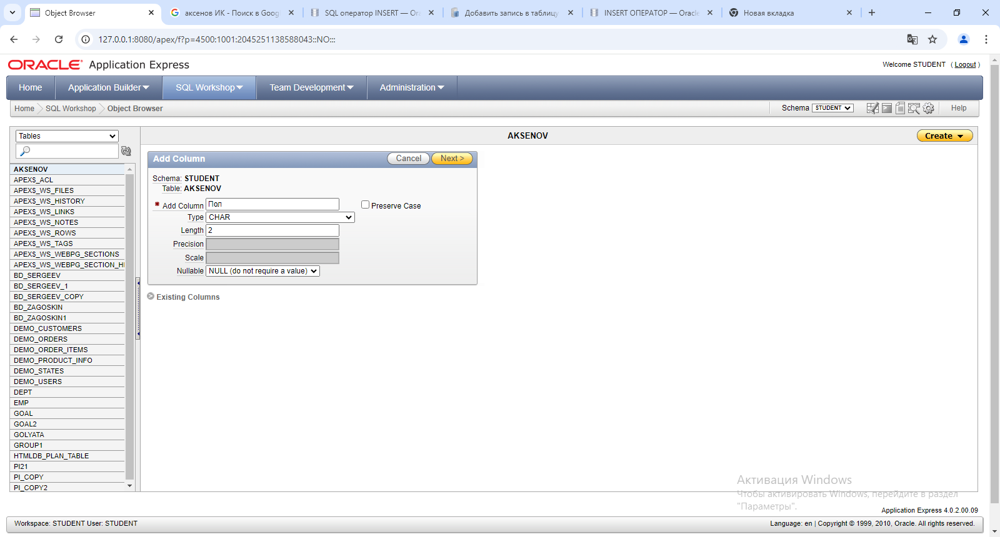 Object Browser
аксенов ИК - Поиск в Goog
SQL оператор INSERT — Ora
Добавить запись в таблицу
INSERT ОПЕРАТОР — Oracle
Новая вкладка
127.0.0.1:8080/apex/f?p=4500:1001:2045251138588043::NO:::
ORACLE Application Express
Welcome STUDENT ( Logout )
Home
Application Builder
SQL Workshop
Team Development
Administration
Home
SQL Workshop
Object Browser
Schema STUDENT
Help
Tables
AKSENOV
Create
AKSENOV
APEX$_ACL
APEX$_WS_FILES
APEX$_WS_HISTORY
APEX$_WS_LINKS
APEX$_WS_NOTES
APEX$_WS_ROWS
APEX$_WS_TAGS
APEX$_WS_WEBPG_SECTIONS
APEX$_WS_WEBPG_SECTION_HI
BD_SERGEEV
BD_SERGEEV_1
BD_SERGEEV_COPY
BD_ZAGOSKIN
BD_ZAGOSKIN1
DEMO_CUSTOMERS
DEMO_ORDERS
DEMO_ORDER_ITEMS
DEMO_PRODUCT_INFO
DEMO_STATES
DEMO_USERS
DEPT
EMP
GOAL
GOAL2
GOLYATA
GROUP1
HTMLDB_PLAN_TABLE
PI21
PI_COPY
PI_COPY2
Add Column
Cancel
Next >
Schema: STUDENT
Table: AKSENOV
* Add Column Пол
Preserve Case
Type CHAR
Length 2
Precision
Scale
Nullable NULL (do not require a value)
Existing Columns
Активация Windows
Чтобы активировать Windows, перейдите в раздел
"Параметры".
Application Express 4.0.2.00.09
Workspace: STUDENT User: STUDENT
Language: en | Copyright © 1999, 2010, Oracle. All rights reserved.